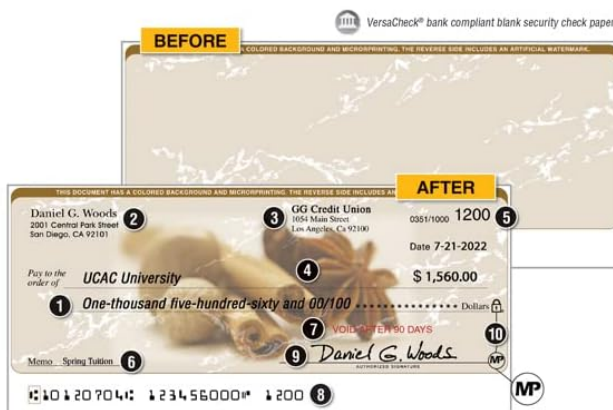 VersaCheck® bank compliant blank security check paper
BEFORE
A COLORED BACKGROUND AND MICROPRINTING. THE REVERSE SIDE INCLUDES AN ARTIFICIAL WATERMARK.
AFTER
THIS DOCUMENT HAS A COLORED BACKGROUND AND MICRORPRINTING. THE REVERSE SIDE INCLUDES AN
Daniel G. Woods 2
2001 Central Park Street
San Diego, CA 92101
3 GG Credit Union
1054 Main Street
Los Angeles, Ca 92100
0351/1000 1200 5
Date 7-21-2022
Pay to the
order of UCAC University 4 $ 1,560.00
1 One-thousand five-hundred-sixty and 00/100 Dollars
7 VOID AFTER 90 DAYS
10
Memo Spring Tuition 6
9 Daniel G. Woods MP
AUTHORIZED SIGNATURE
MP
⑆10120704⑆ 123456000⑈ 1200 8